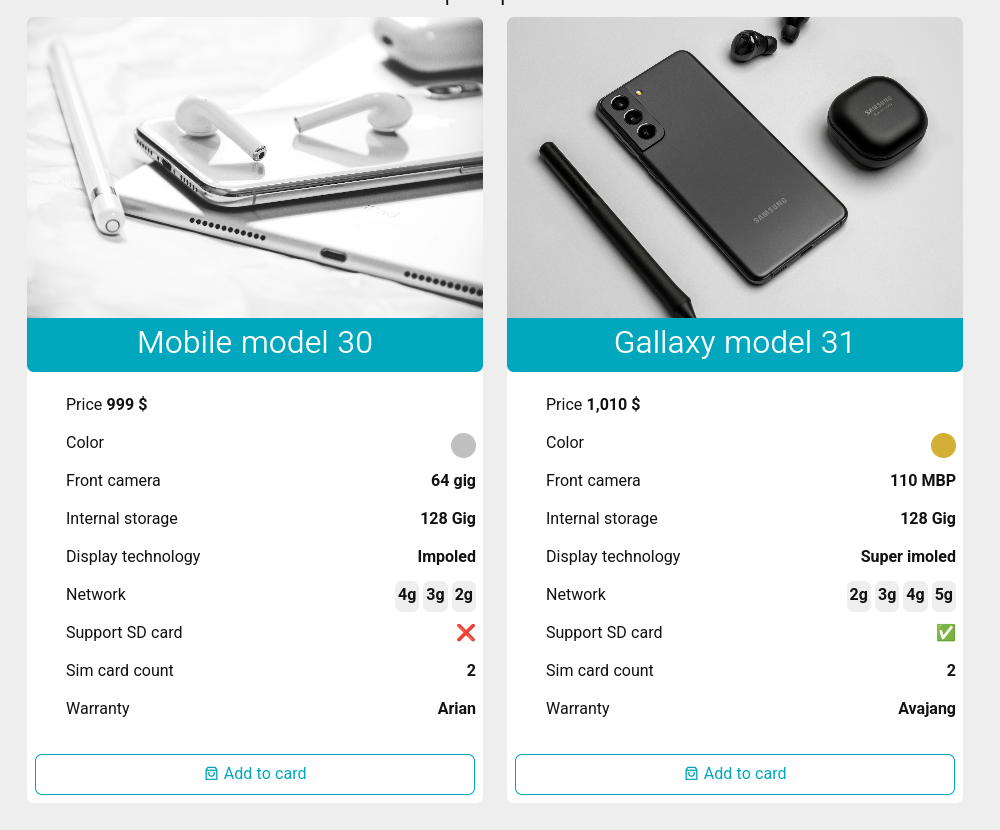 SAMSUNG
SAMSUNG
Mobile model 30
Price 999 $
Color
Front camera 64 gig
Internal storage 128 Gig
Display technology Impoled
Network 4g 3g 2g
Support SD card ❌
Sim card count 2
Warranty Arian
Add to card
Gallaxy model 31
Price 1,010 $
Color
Front camera 110 MBP
Internal storage 128 Gig
Display technology Super imoled
Network 2g 3g 4g 5g
Support SD card ✅
Sim card count 2
Warranty Avajang
Add to card